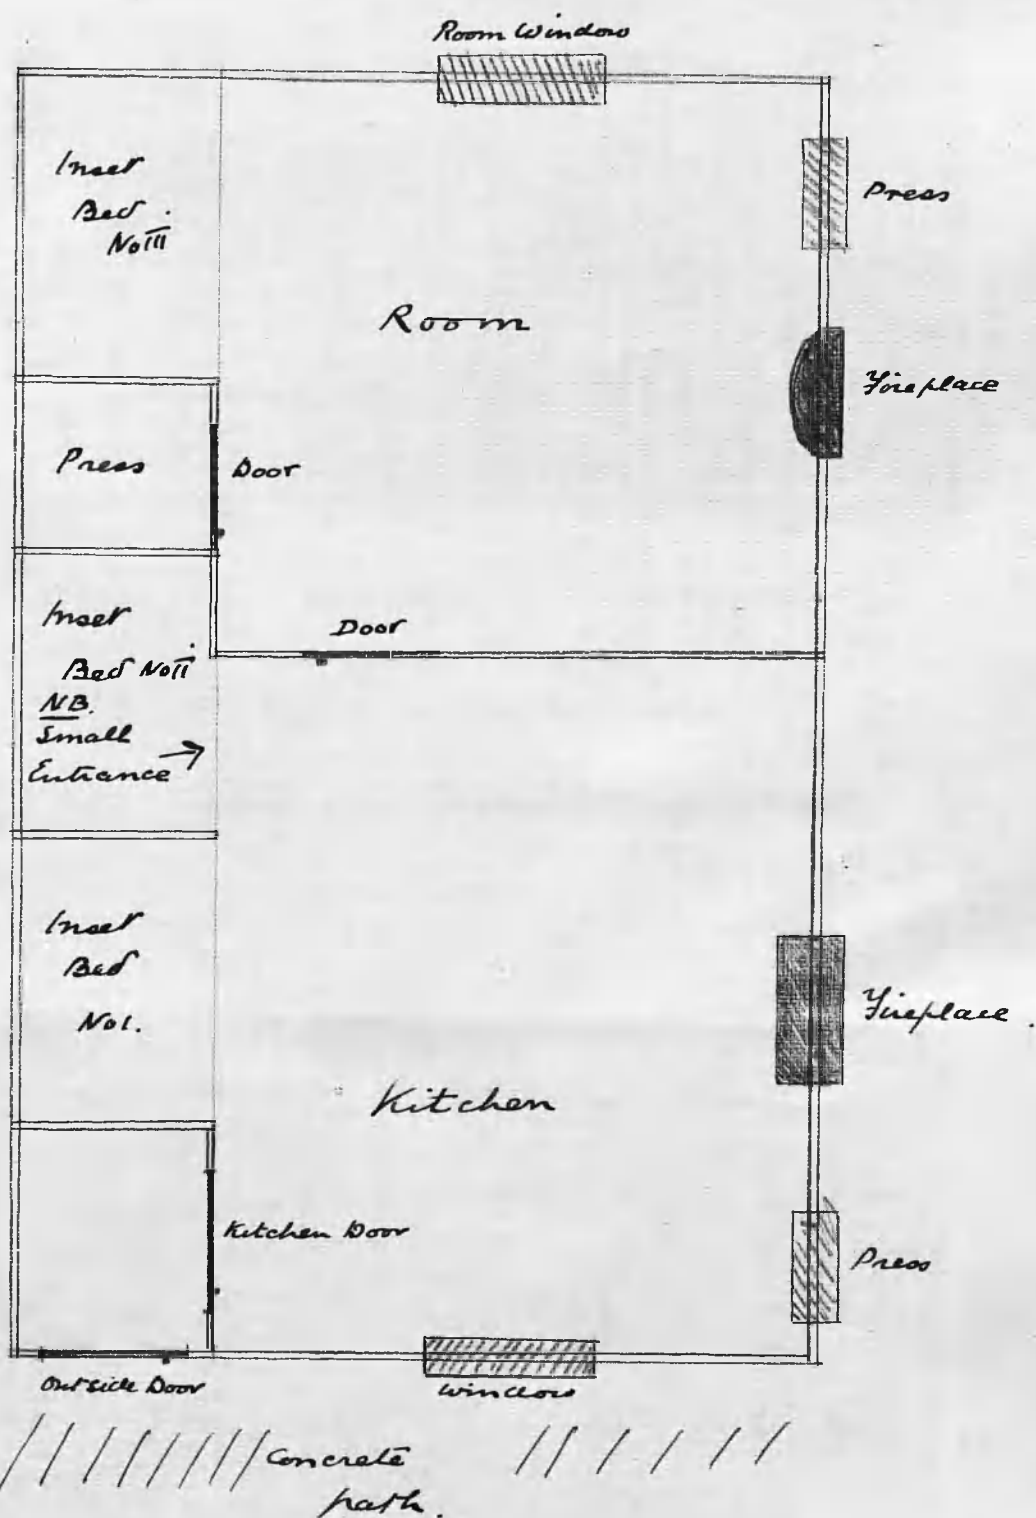 Room Window
Inset
Bed.
No III
Press
Room
Fireplace
Press
Door
Inset
Bed No II
NB.
Small
Entrance →
Door
Inset
Bed
No 1.
Fireplace.
Kitchen
Kitchen Door
Press
Outside Door
Window
Concrete
path.